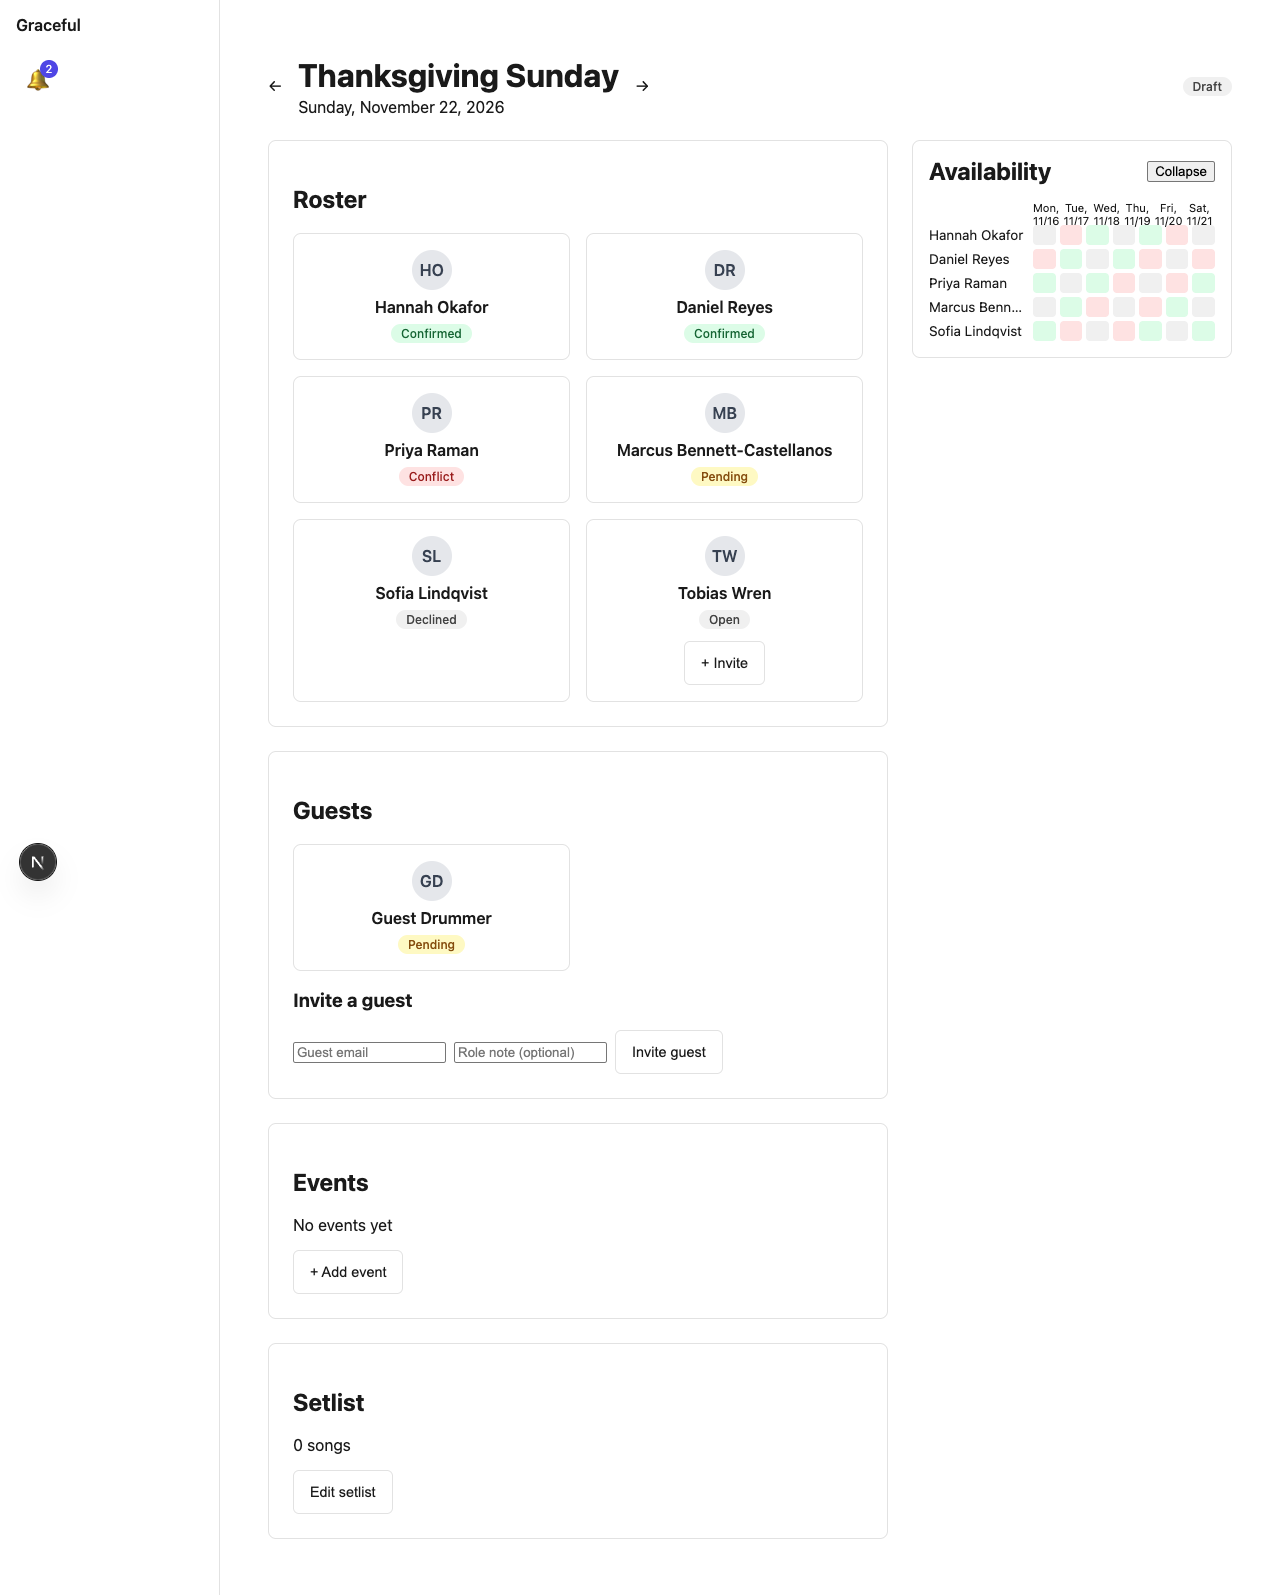 Graceful
2
← Thanksgiving Sunday →
Sunday, November 22, 2026
Draft
Roster
HO
Hannah Okafor
Confirmed
DR
Daniel Reyes
Confirmed
PR
Priya Raman
Conflict
MB
Marcus Bennett-Castellanos
Pending
SL
Sofia Lindqvist
Declined
TW
Tobias Wren
Open
+ Invite
Guests
GD
Guest Drummer
Pending
Invite a guest
Guest email
Role note (optional)
Invite guest
Events
No events yet
+ Add event
Setlist
0 songs
Edit setlist
Availability
Collapse
Mon, Tue, Wed, Thu, Fri, Sat,
11/16 11/17 11/18 11/19 11/20 11/21
Hannah Okafor
Daniel Reyes
Priya Raman
Marcus Benn...
Sofia Lindqvist
N